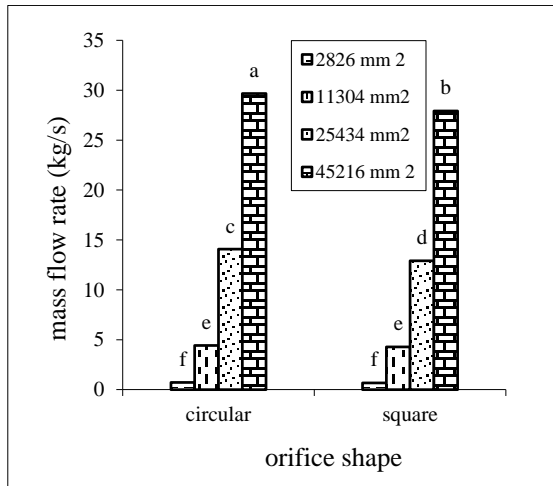 mass flow rate (kg/s)
35
30
25
20
15
10
5
0
2826 mm 2
11304 mm2
25434 mm2
45216 mm 2
f
e
c
a
f
e
d
b
circular
square
orifice shape